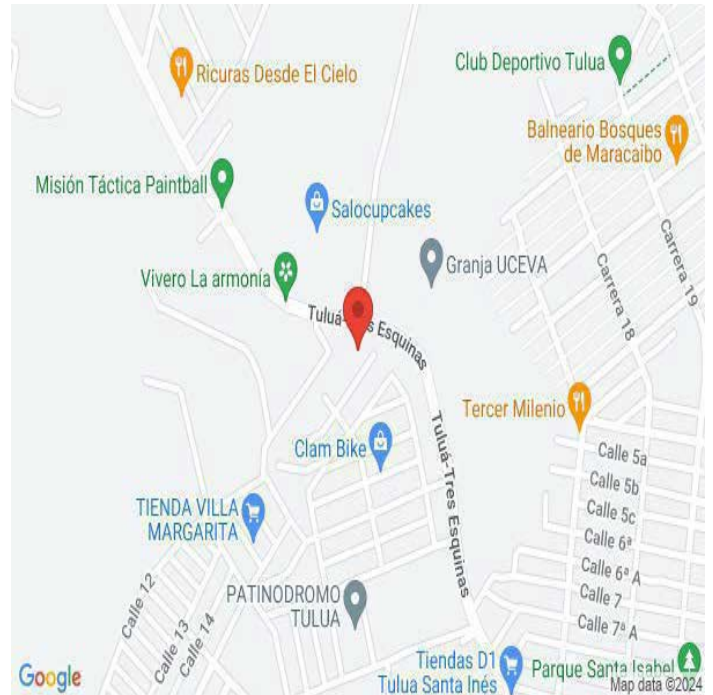 Ricuras Desde El Cielo
Club Deportivo Tulua
Balneario Bosques
de Maracaibo
Misión Táctica Paintball
Salocupcakes
Granja UCEVA
Vivero La armonía
Carrera 18
Carrera 19
Tuluá-Tres Esquinas
Tercer Milenio
Clam Bike
Tuluá-Tres Esquinas
Calle 5a
Calle 5b
Calle 5c
Calle 6ª
Calle 6ª A
Calle 7
Calle 7ª A
TIENDA VILLA
MARGARITA
Calle 12
Calle 13
Calle 14
PATINODROMO
TULUA
Tiendas D1
Tulua Santa Inés
Parque Santa Isabel
Google
Map data ©2024